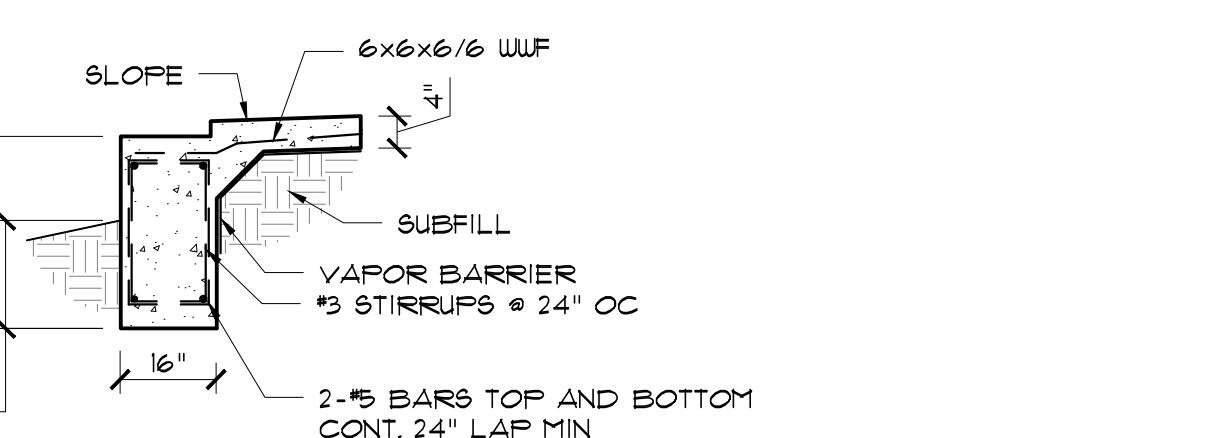 6x6x6/6 WWF
SLOPE
4"
SUBFILL
VAPOR BARRIER
#3 STIRRUPS @ 24" OC
16"
2-#5 BARS TOP AND BOTTOM
CONT. 24" LAP MIN